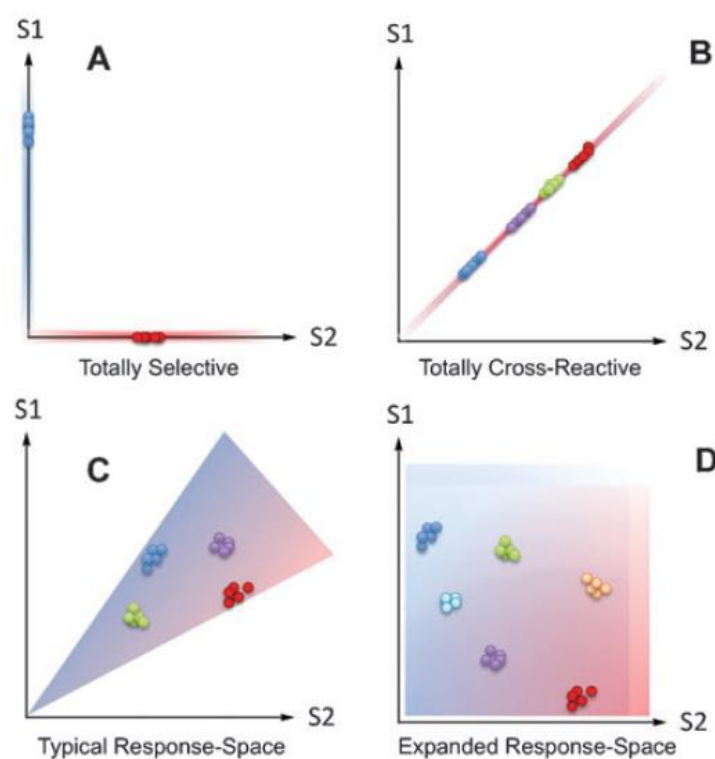 S1
A
S2
Totally Selective
S1
B
S2
Totally Cross-Reactive
S1
C
S2
Typical Response-Space
S1
D
S2
Expanded Response-Space